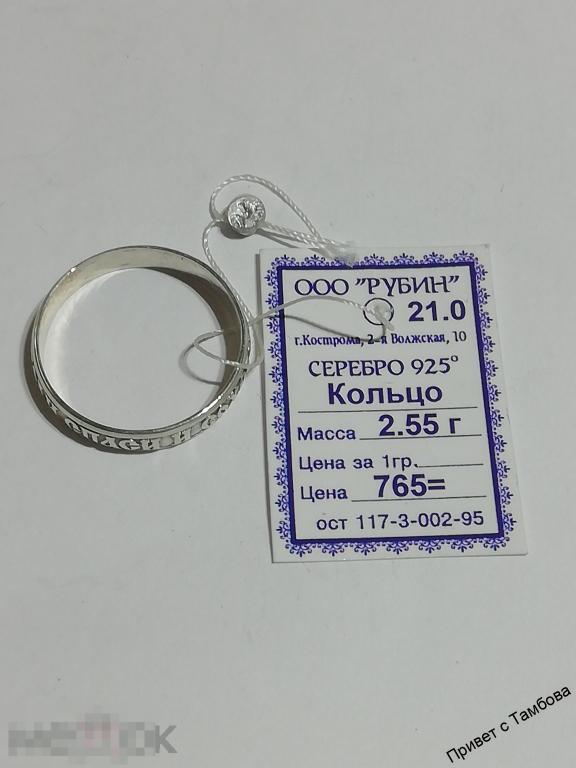 ООО "РУБИН"
21.0
г.Кострома, 2-я Волжская, 10
СЕРЕБРО 925°
Кольцо
Масса 2.55 г
Цена за 1гр.
Цена 765=
ост 117-3-002-95
СПАСИ И
Привет с Тамбова